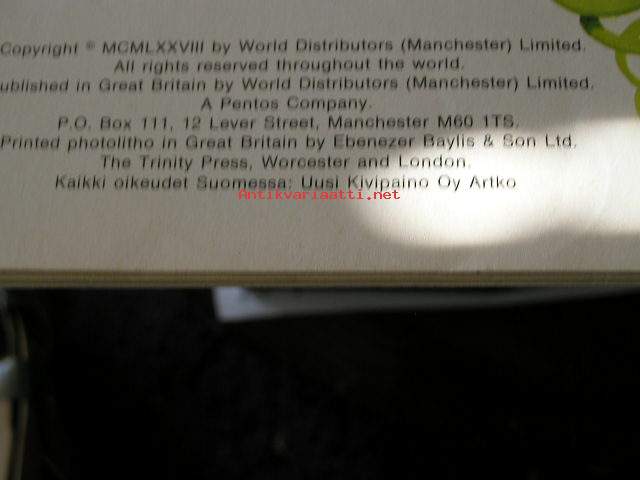 Copyright © MCMLXXVIII by World Distributors (Manchester) Limited.
All rights reserved throughout the world.
ublished in Great Britain by World Distributors (Manchester) Limited.
A Pentos Company.
P.O. Box 111, 12 Lever Street, Manchester M60 1TS.
Printed photolitho in Great Britain by Ebenezer Baylis & Son Ltd.
The Trinity Press, Worcester and London.
Kaikki oikeudet Suomessa: Uusi Kivipaino Oy Artko
Antikvariaatti.net